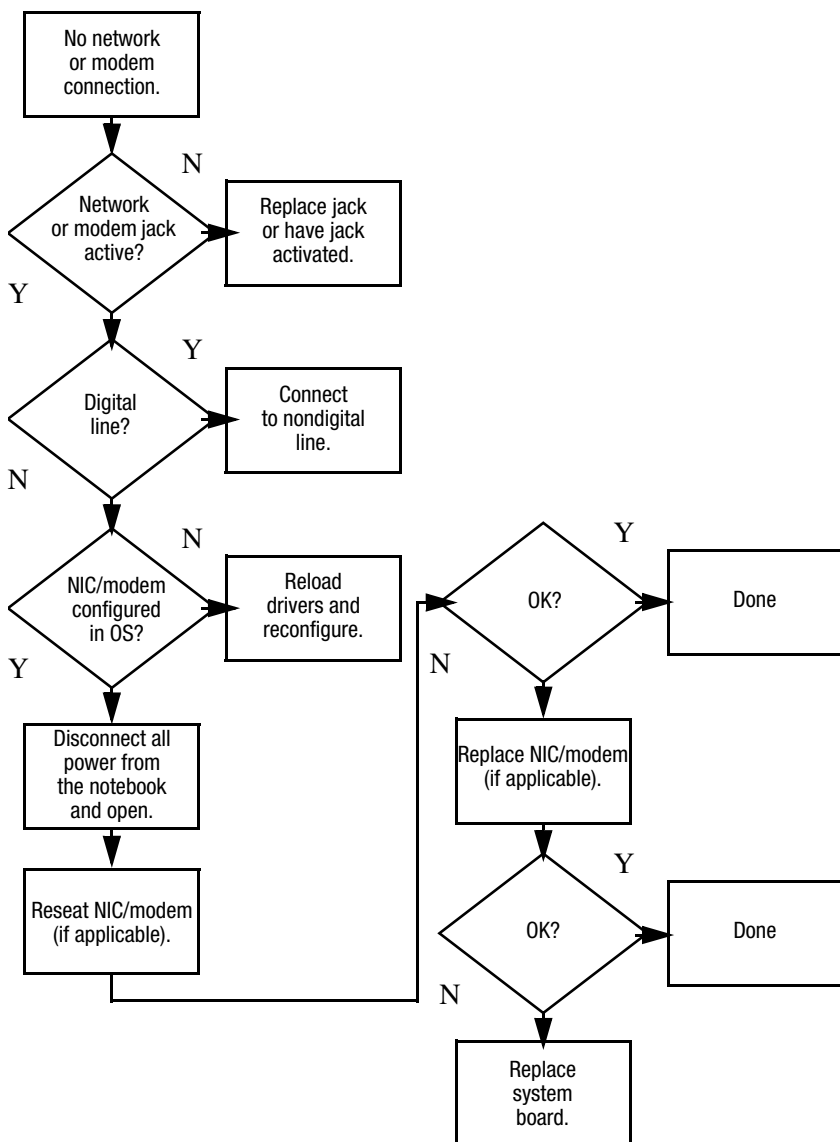 No network
or modem
connection.
N
Network
or modem jack
active?
Replace jack
or have jack
activated.
Y
Y
Digital
line?
Connect
to nondigital
line.
N
N
NIC/modem
configured
in OS?
Reload
drivers and
reconfigure.
Y
Disconnect all
power from
the notebook
and open.
Reseat NIC/modem
(if applicable).
Y
OK?
Done
N
Replace NIC/modem
(if applicable).
Y
OK?
Done
N
Replace
system
board.